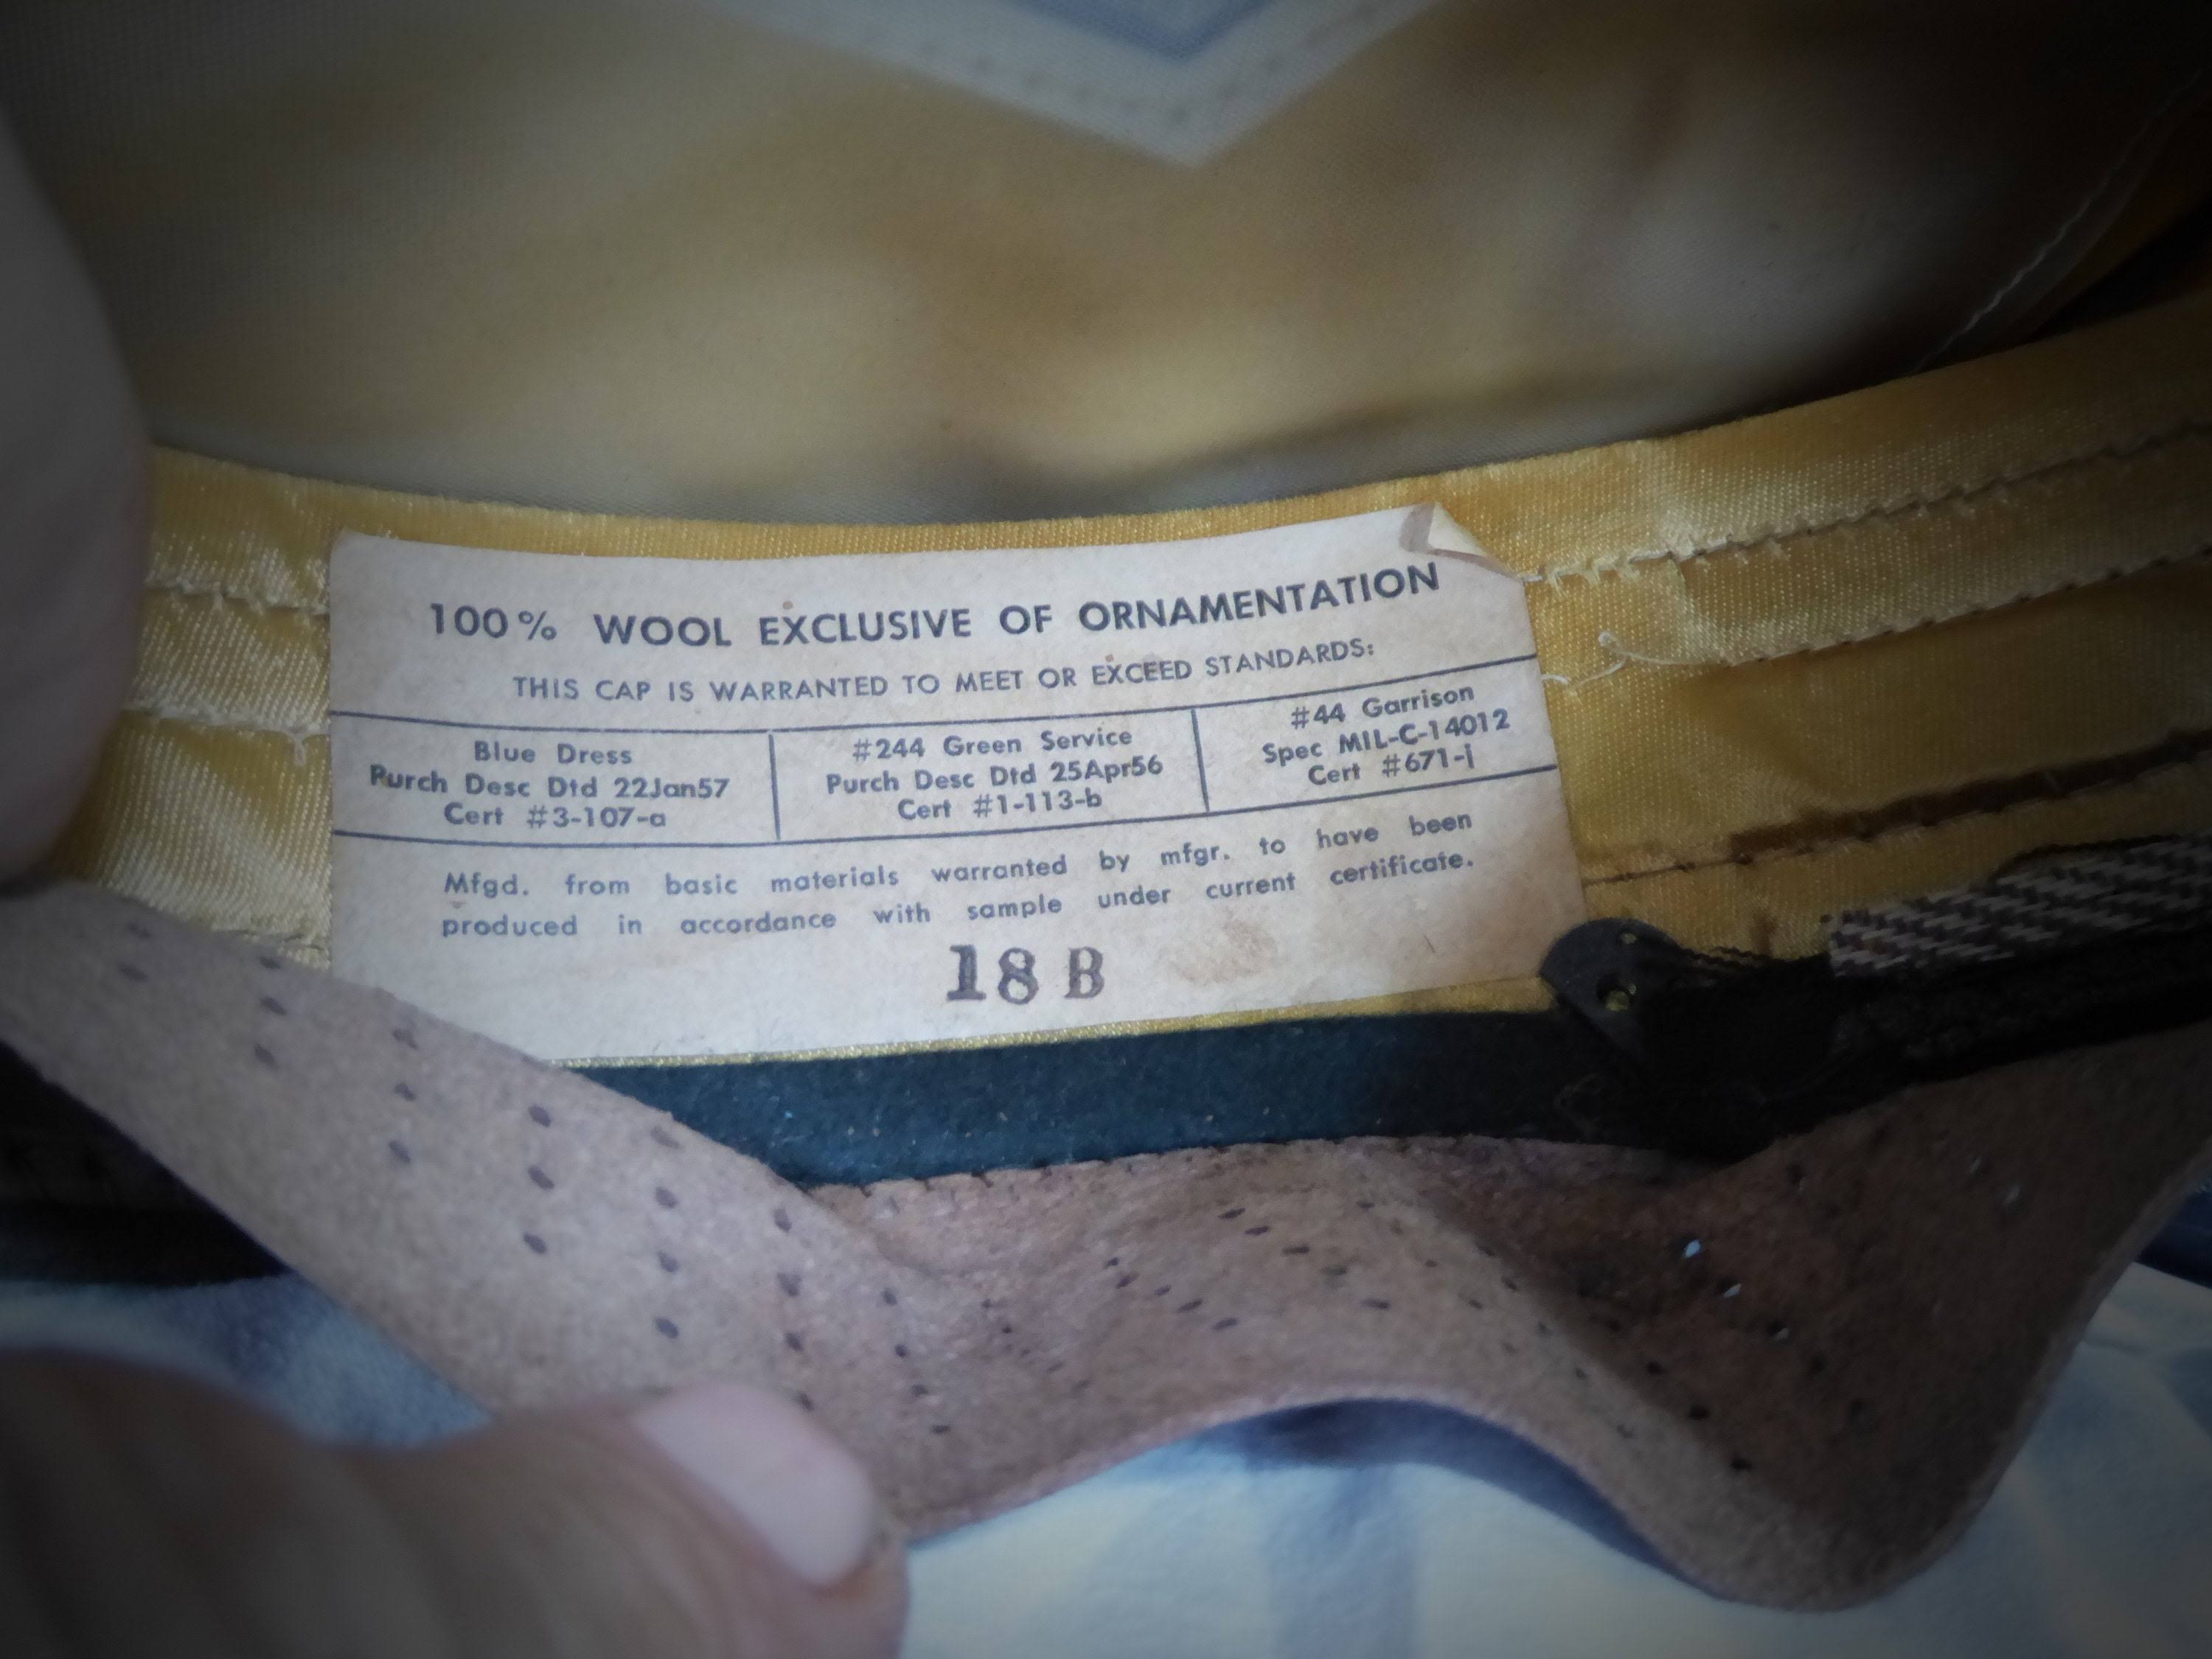 100% WOOL EXCLUSIVE OF ORNAMENTATION
THIS CAP IS WARRANTED TO MEET OR EXCEED STANDARDS:
Blue Dress
Purch Desc Dtd 22Jan57
Cert #3-107-a
#244 Green Service
Purch Desc Dtd 25Apr56
Cert #1-113-b
#44 Garrison
Spec MIL-C-14012
Cert #671-j
Mfgd. from basic materials warranted by mfgr. to have been
produced in accordance with sample under current certificate.
18 B